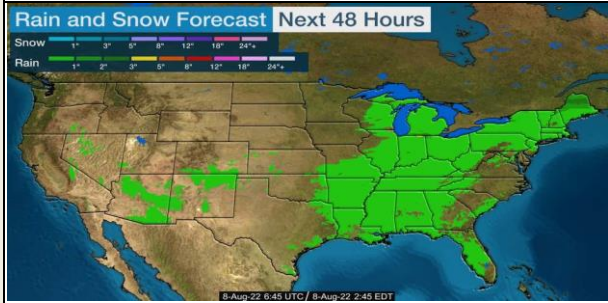 Rain and Snow Forecast Next 48 Hours
Snow 1" 3" 5" 8" 12" 18" 24"+
Rain 1" 2" 3" 5" 8" 12" 18" 24"+
8-Aug-22 6:45 UTC / 8-Aug-22 2:45 EDT